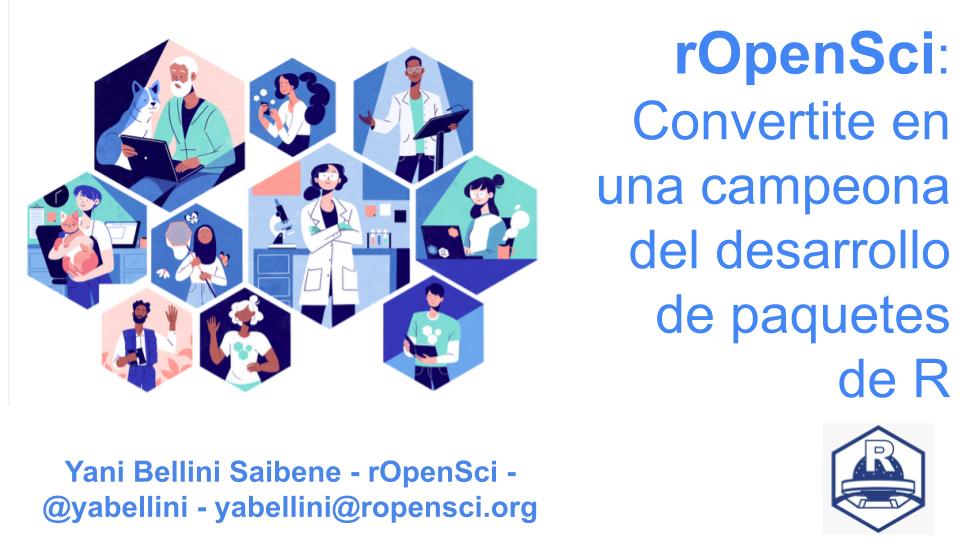 rOpenSci:
Convertite en
una campeona
del desarrollo
de paquetes
de R
R
Yani Bellini Saibene - rOpenSci -
@yabellini - yabellini@ropensci.org